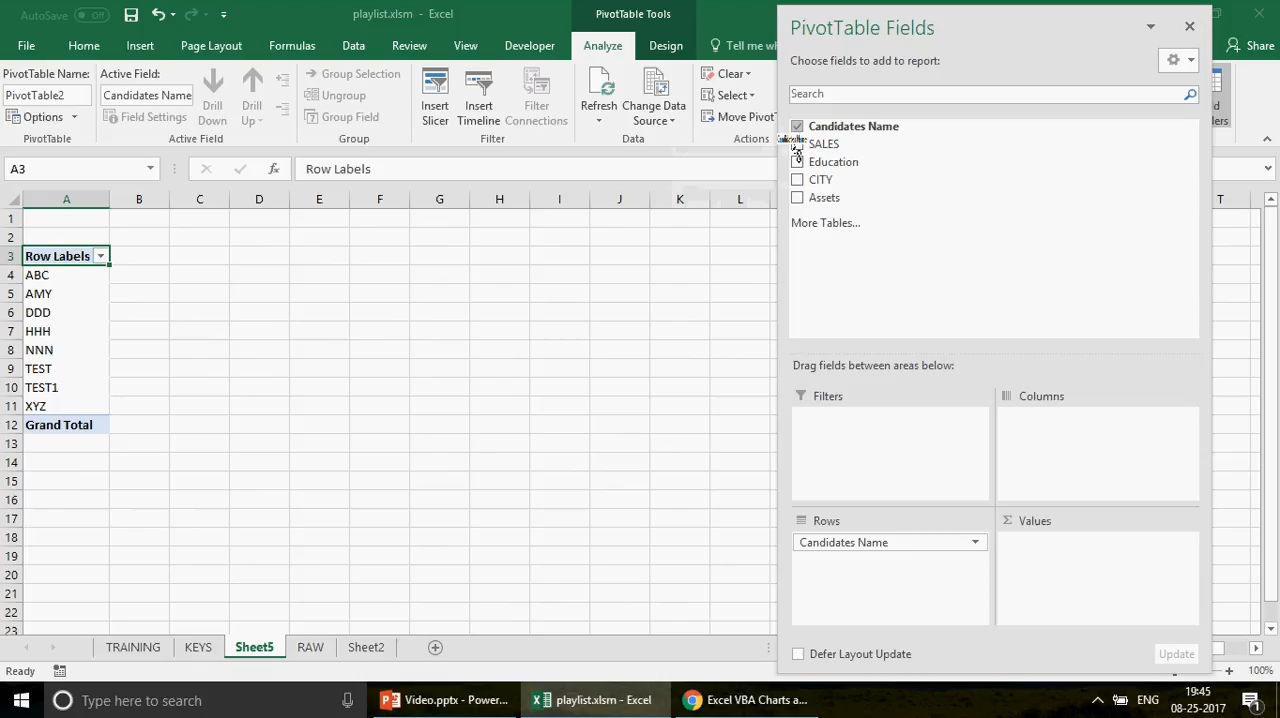 AutoSave Off playlist.xlsm - Excel PivotTable Tools
File Home Insert Page Layout Formulas Data Review View Developer Analyze Design Tell me Share
PivotTable Name:
PivotTable2
Options
PivotTable
Active Field:
Candidates Name
Field Settings
Drill Down
Drill Up
Active Field
Group Selection
Ungroup
Group Field
Group
Insert Slicer
Insert Timeline
Filter Connections
Filter
Refresh
Change Data Source
Data
Clear
Select
Move PivotT
Actions
A3 Row Labels
A B C D E F G H I J K L T
1
2
3 Row Labels
4 ABC
5 AMY
6 DDD
7 HHH
8 NNN
9 TEST
10 TEST1
11 XYZ
12 Grand Total
13
14
15
16
17
18
19
20
21
22
23
PivotTable Fields
Choose fields to add to report:
Search
Candidates Name
SALES
Education
CITY
Assets
More Tables...
Drag fields between areas below:
Filters
Columns
Rows
Candidates Name
Values
Defer Layout Update
Update
TRAINING KEYS Sheet5 RAW Sheet2
Ready
100%
Type here to search
Video.pptx - Power...
playlist.xlsm - Excel
Excel VBA Charts a...
ENG
19:45
08-25-2017
1